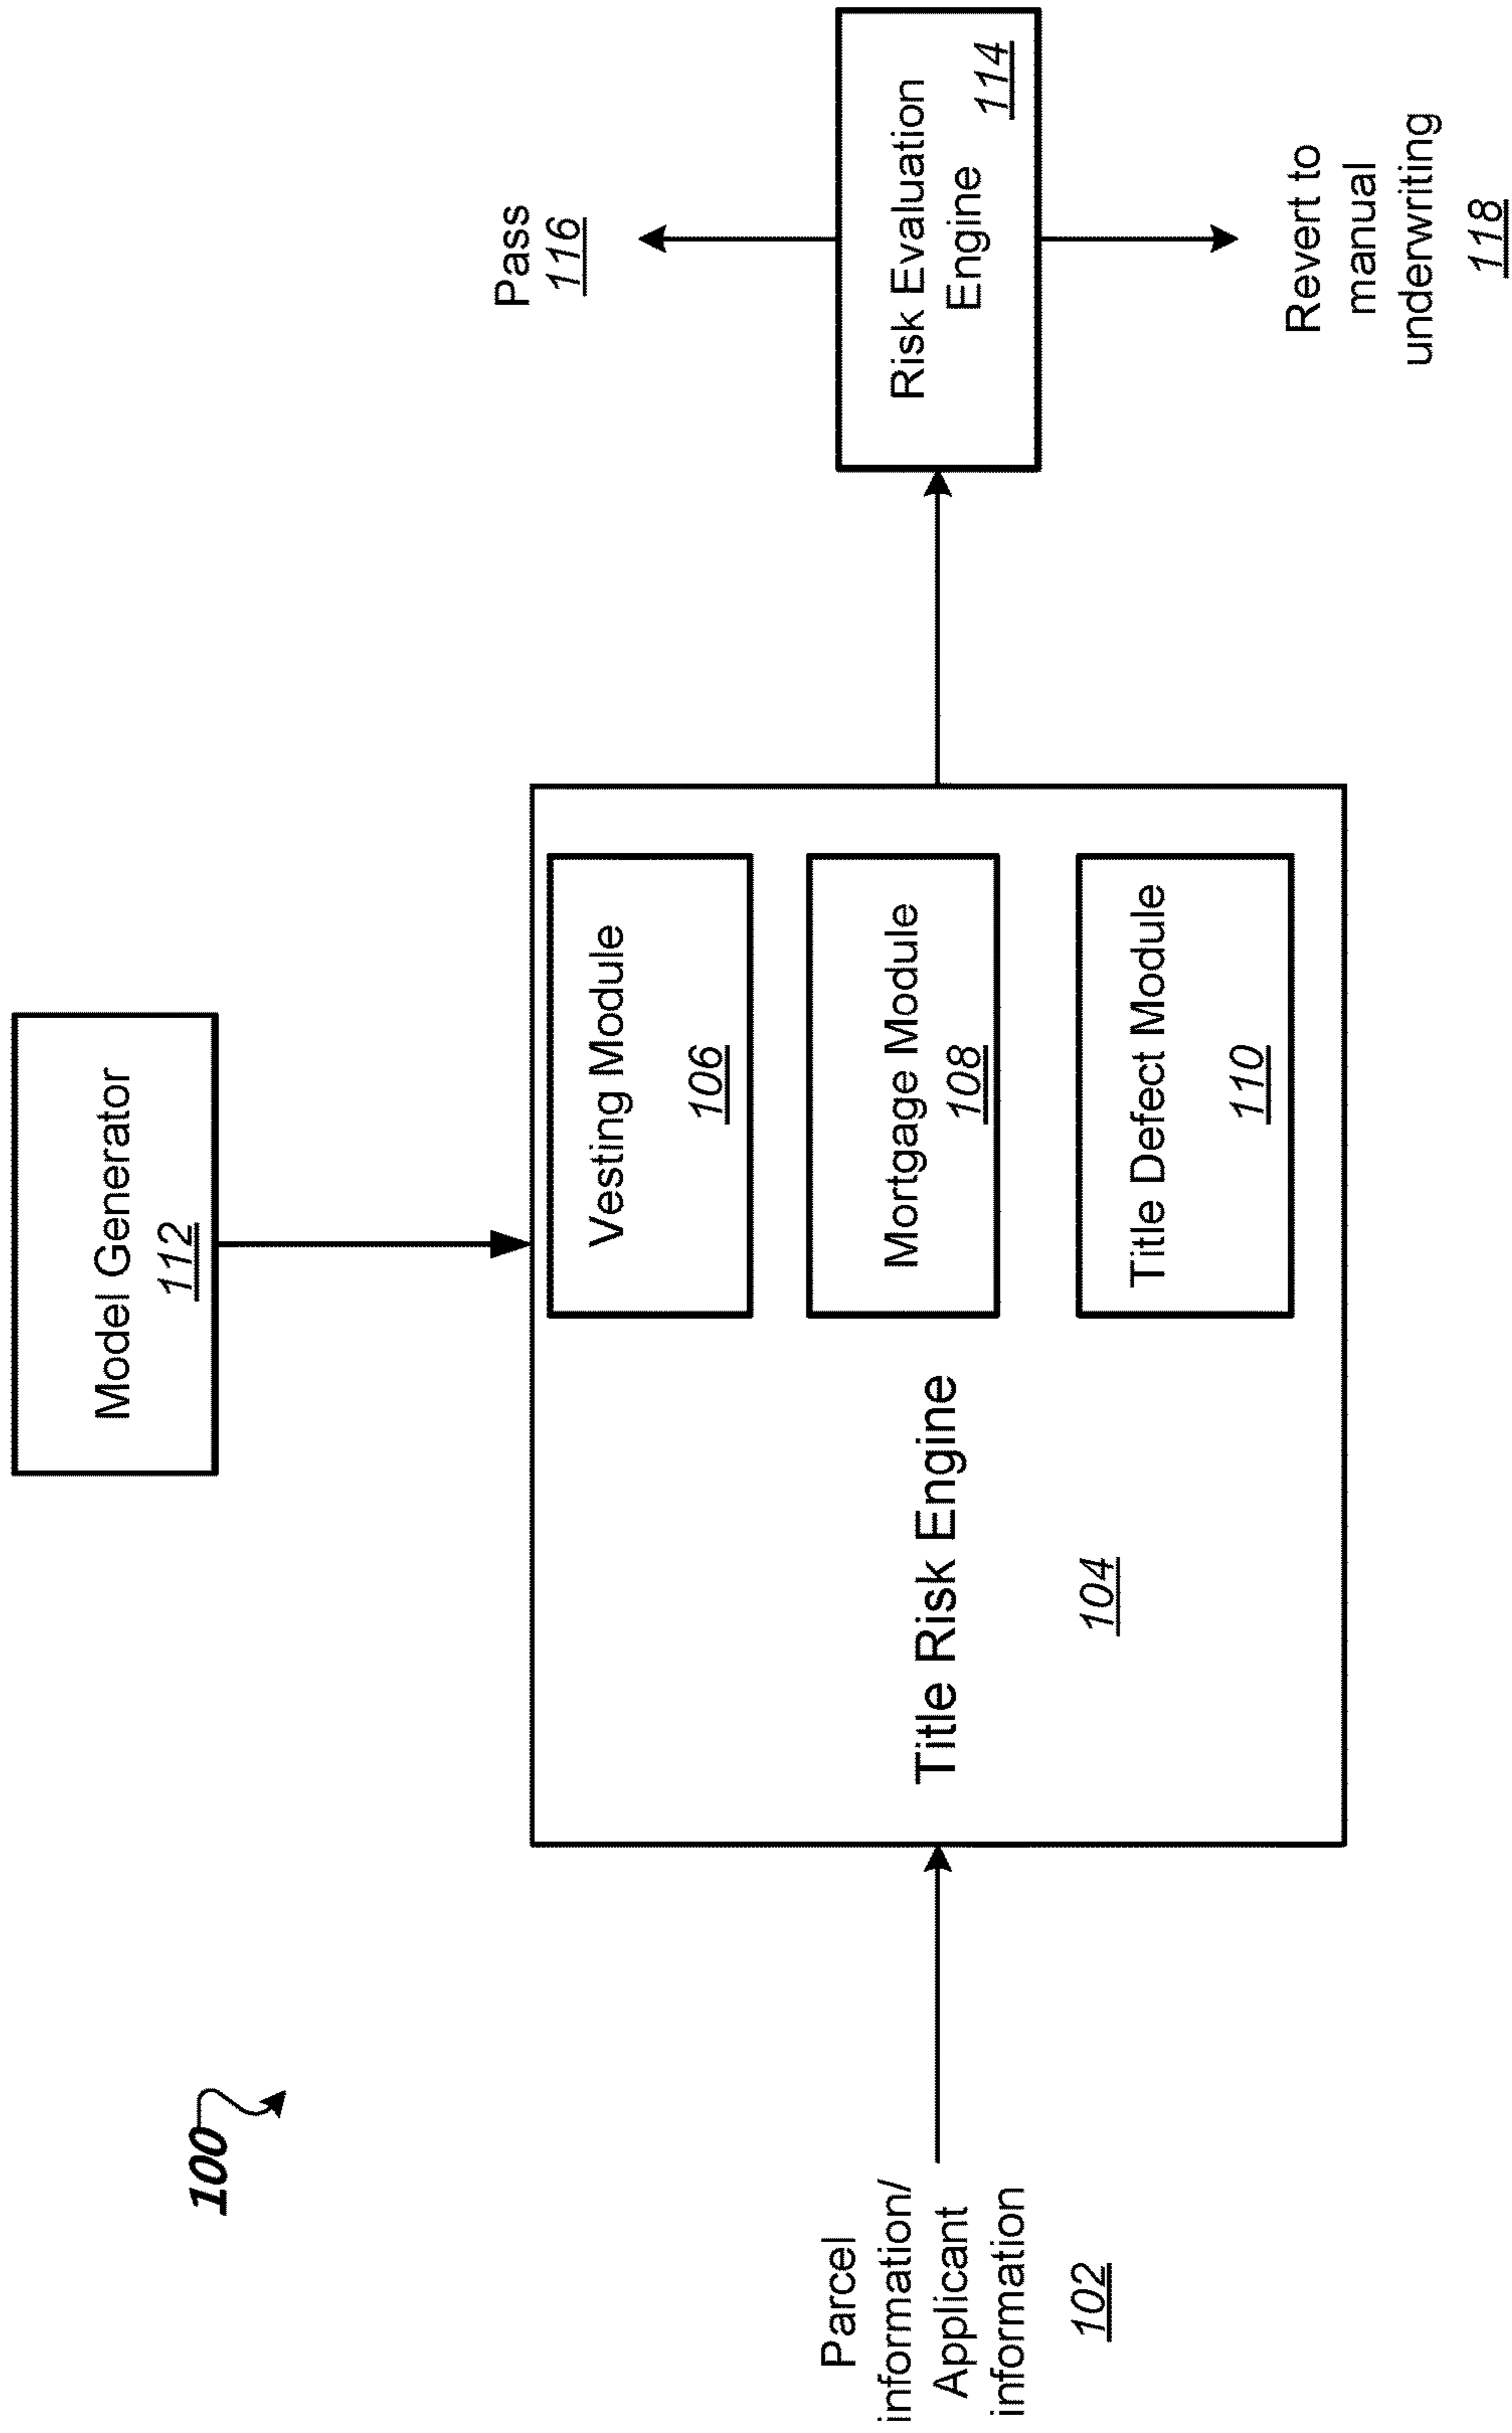 100
Model Generator
112
Parcel
information/
Applicant
information
102
Title Risk Engine
104
Vesting Module
106
Mortgage Module
108
Title Defect Module
110
Pass
116
Risk Evaluation
Engine
114
Revert to
manual
underwriting
118